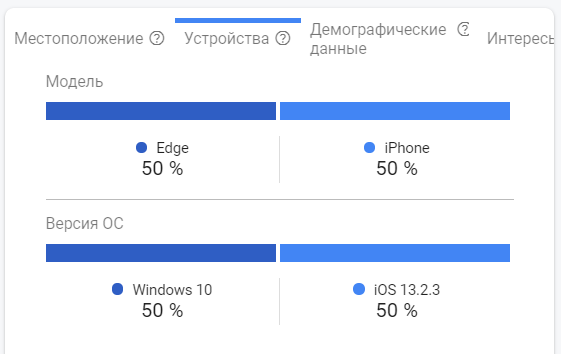 Местоположение
Устройства
Демографические
данные
Интересы
Модель
Edge
50 %
iPhone
50 %
Версия ОС
Windows 10
50 %
iOS 13.2.3
50 %